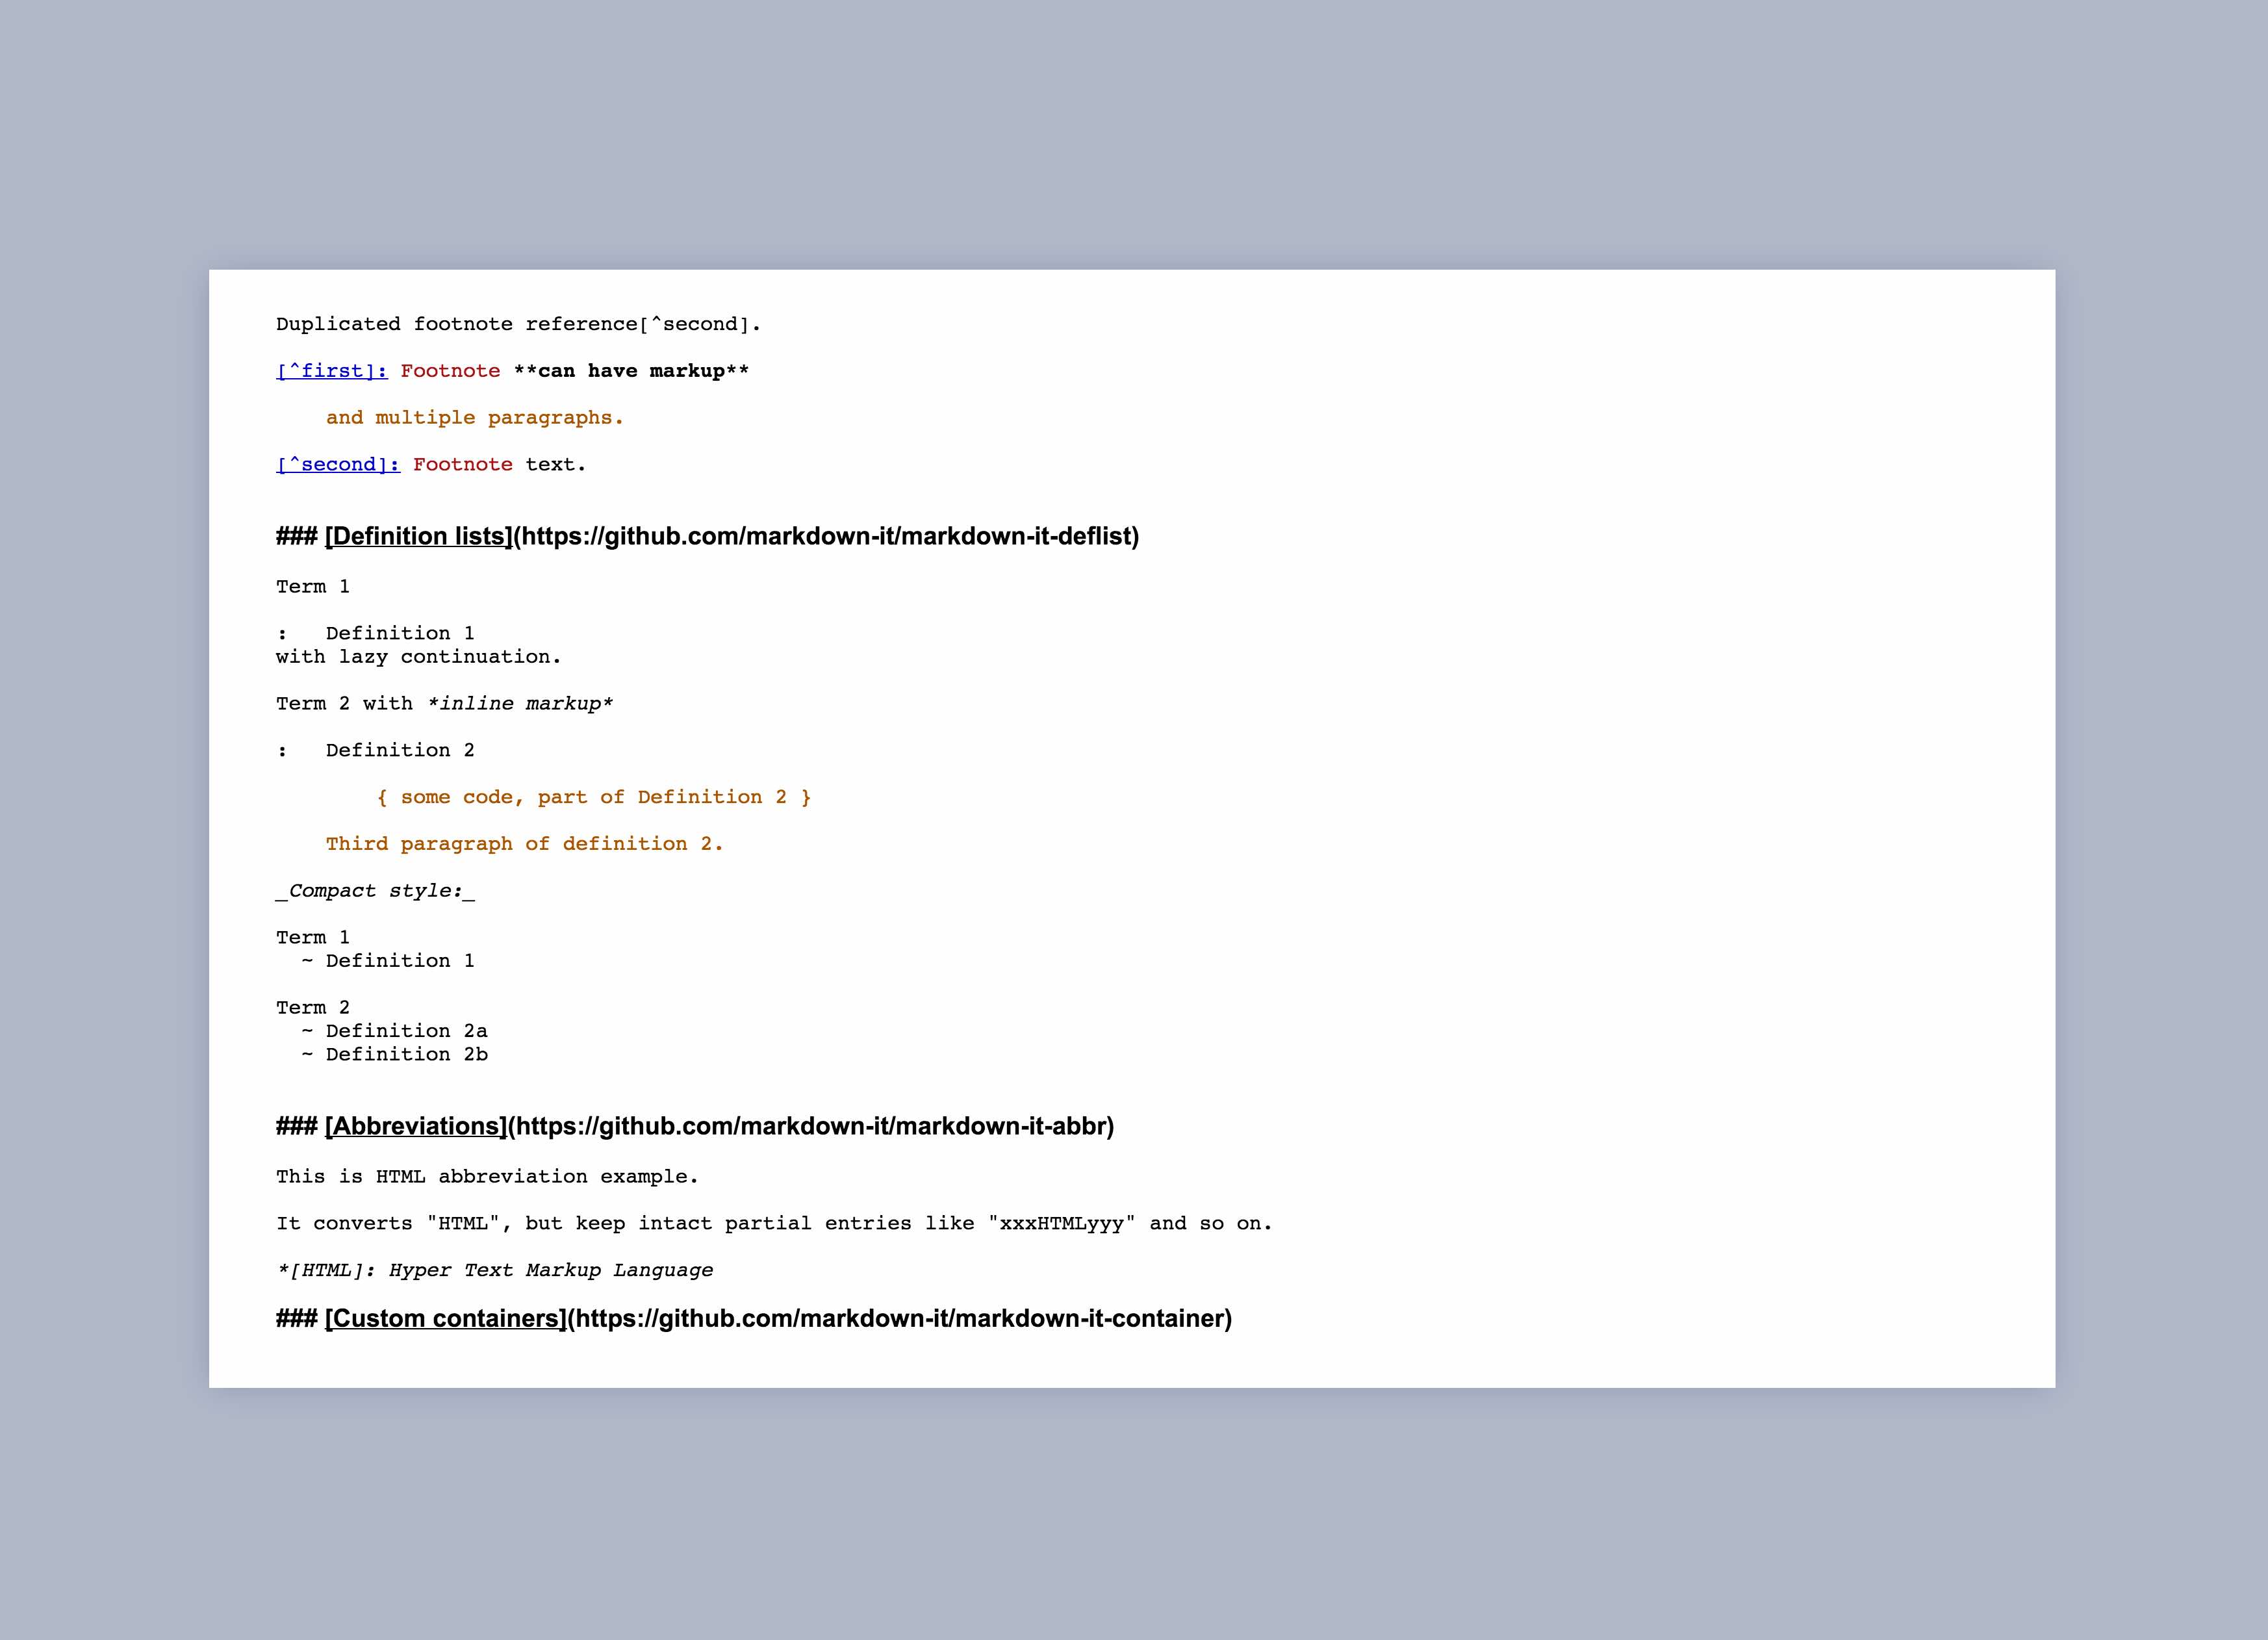 Duplicated footnote reference[^second].

[^first]: Footnote **can have markup**

    and multiple paragraphs.

[^second]: Footnote text.


### [Definition lists](https://github.com/markdown-it/markdown-it-deflist)

Term 1

:   Definition 1
with lazy continuation.

Term 2 with *inline markup*

:   Definition 2

        { some code, part of Definition 2 }

    Third paragraph of definition 2.

_Compact style:_

Term 1
  ~ Definition 1

Term 2
  ~ Definition 2a
  ~ Definition 2b


### [Abbreviations](https://github.com/markdown-it/markdown-it-abbr)

This is HTML abbreviation example.

It converts "HTML", but keep intact partial entries like "xxxHTMLyyy" and so on.

*[HTML]: Hyper Text Markup Language

### [Custom containers](https://github.com/markdown-it/markdown-it-container)